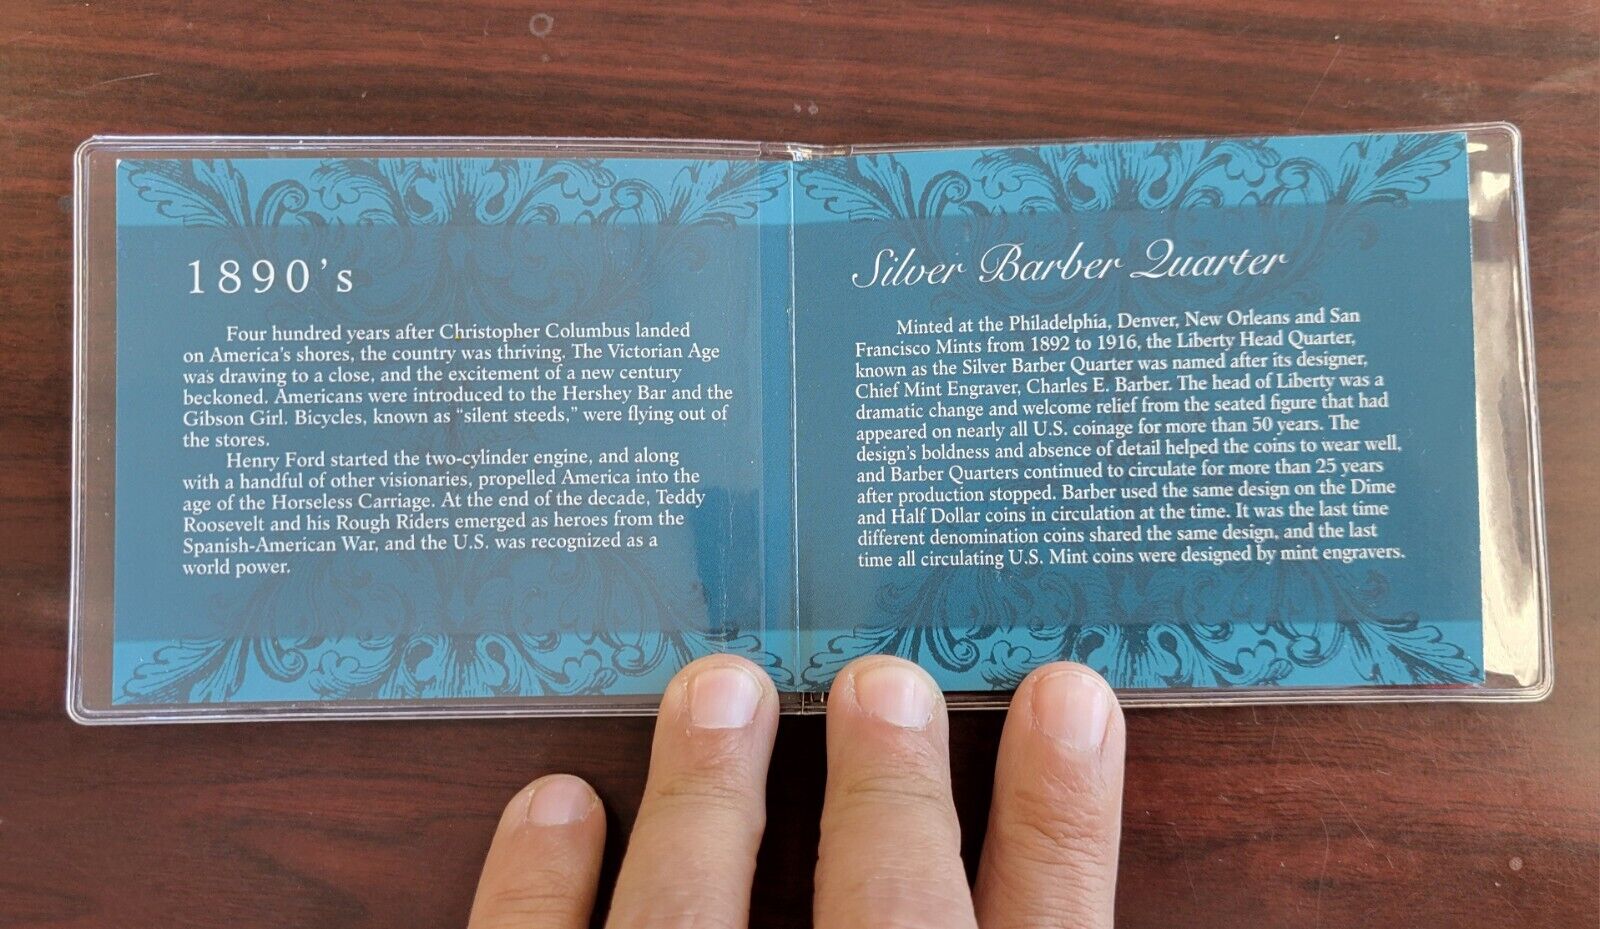 1890's
Four hundred years after Christopher Columbus landed
on America's shores, the country was thriving. The Victorian Age
was drawing to a close, and the excitement of a new century
beckoned. Americans were introduced to the Hershey Bar and the
Gibson Girl. Bicycles, known as “silent steeds,” were flying out of
the stores.
Henry Ford started the two-cylinder engine, and along
with a handful of other visionaries, propelled America into the
age of the Horseless Carriage. At the end of the decade, Teddy
Roosevelt and his Rough Riders emerged as heroes from the
Spanish-American War, and the U.S. was recognized as a
world power.
Silver Barber Quarter
Minted at the Philadelphia, Denver, New Orleans and San
Francisco Mints from 1892 to 1916, the Liberty Head Quarter,
known as the Silver Barber Quarter was named after its designer,
Chief Mint Engraver, Charles E. Barber. The head of Liberty was a
dramatic change and welcome relief from the seated figure that had
appeared on nearly all U.S. coinage for more than 50 years. The
design's boldness and absence of detail helped the coins to wear well,
and Barber Quarters continued to circulate for more than 25 years
after production stopped. Barber used the same design on the Dime
and Half Dollar coins in circulation at the time. It was the last time
different denomination coins shared the same design, and the last
time all circulating U.S. Mint coins were designed by mint engravers.